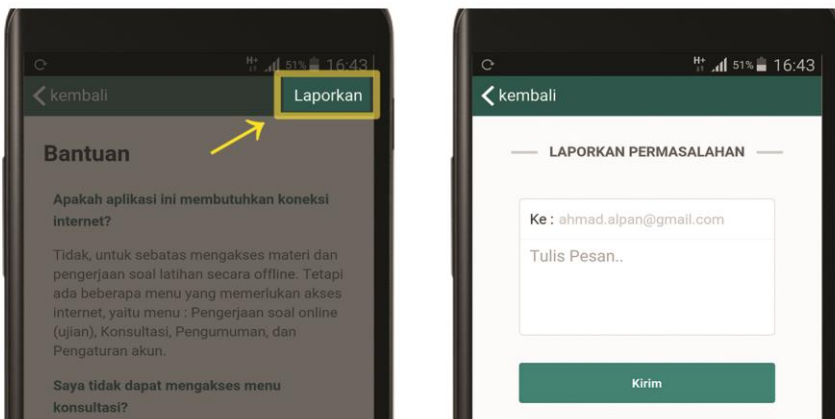 H+ 51% 16:43
kembali Laporkan
Bantuan
Apakah aplikasi ini membutuhkan koneksi
internet?
Tidak, untuk sebatas mengakses materi dan
pengerjaan soal latihan secara offline. Tetapi
ada beberapa menu yang memerlukan akses
internet, yaitu menu : Pengerjaan soal online
(ujian), Konsultasi, Pengumuman, dan
Pengaturan akun.
Saya tidak dapat mengakses menu
konsultasi?
H+ 51% 16:43
kembali
LAPORKAN PERMASALAHAN
Ke : ahmad.alpan@gmail.com
Tulis Pesan..
Kirim